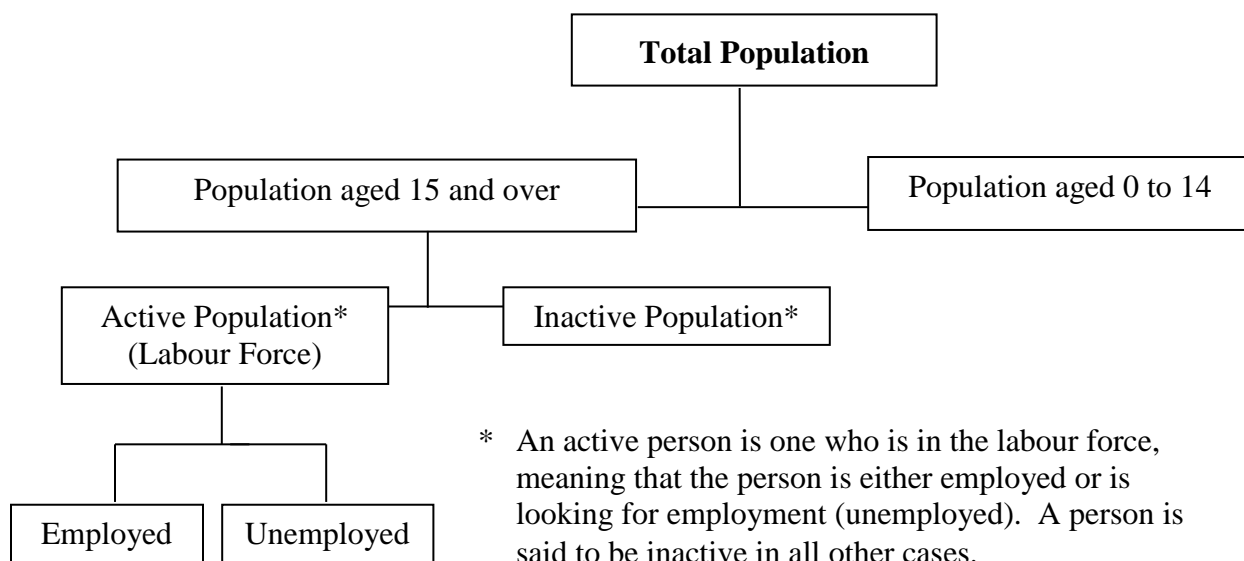 Total Population
Population aged 15 and over
Population aged 0 to 14
Active Population*
(Labour Force)
Inactive Population*
* An active person is one who is in the labour force,
meaning that the person is either employed or is
looking for employment (unemployed). A person is
said to be inactive in all other cases.
Employed
Unemployed